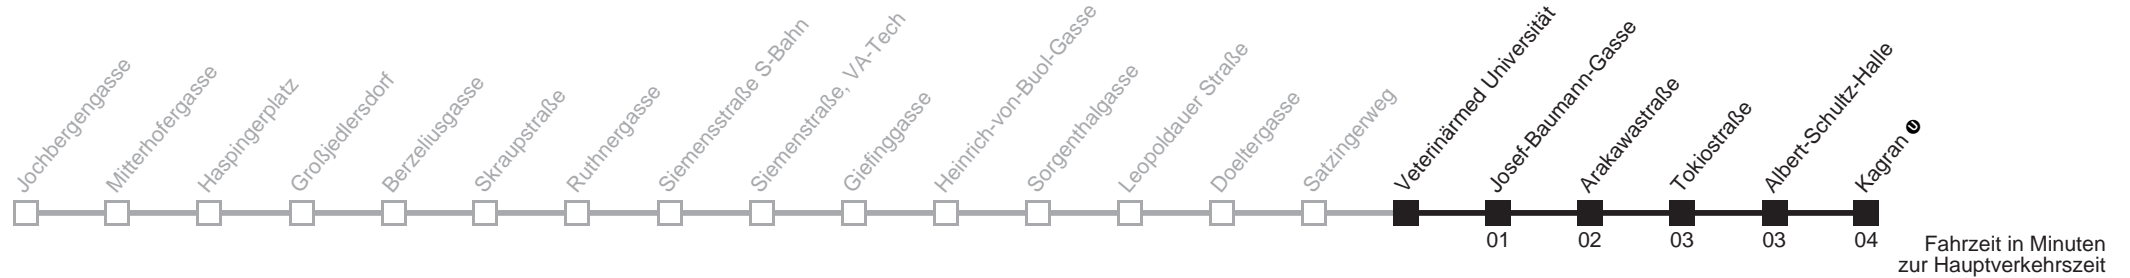 Jochbergengasse
Mitterhofergasse
Haspingerplatz
Großjedlersdorf
Berzeliusgasse
Skraupstraße
Ruthnergasse
Siemensstraße S-Bahn
Siemenstraße, VA-Tech
Giefinggasse
Heinrich-von-Buol-Gasse
Sorgenthalgasse
Leopoldauer Straße
Doeltergasse
Satzingerweg
Veterinärmed Universität
Josef-Baumann-Gasse
Arakawastraße
Tokiostraße
Albert-Schultz-Halle
Kagran U
01 02 03 03 04
Fahrzeit in Minuten
zur Hauptverkehrszeit